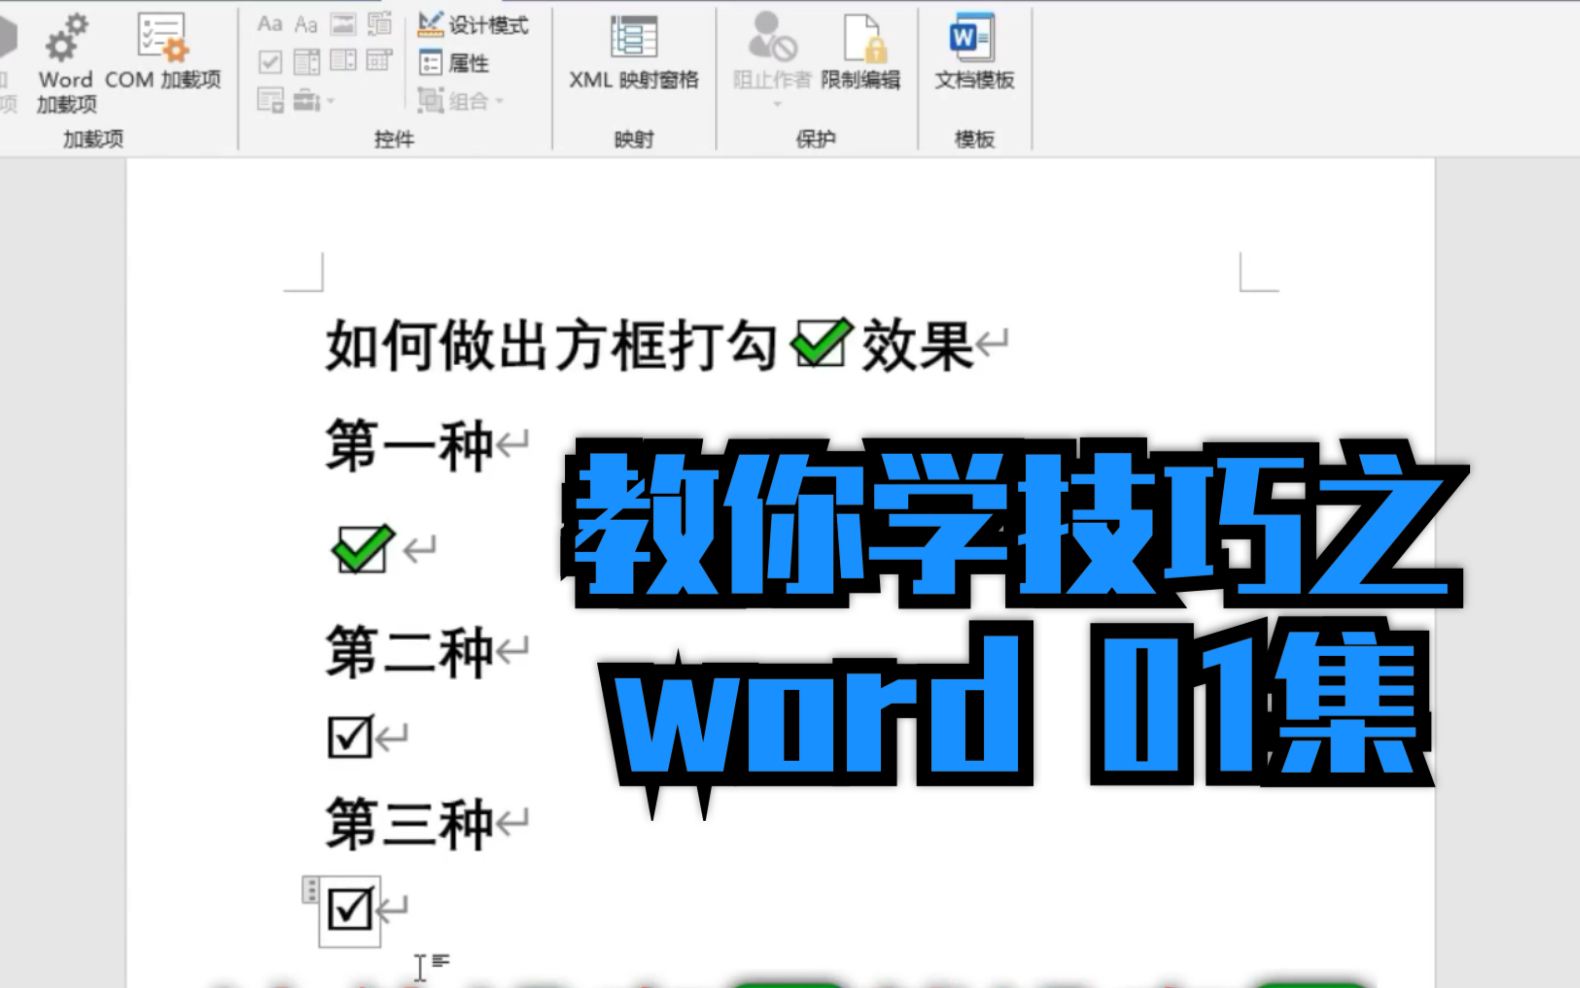 Aa Aa 设计模式
属性
组合
Word
加载项
COM 加载项
XML 映射窗格
阻止作者
限制编辑
文档模板
加载项
控件
映射
保护
模板
如何做出方框打勾✅效果↵
第一种↵
✅↵
第二种↵
☑↵
第三种↵
☑↵
教你学技巧之
word 01集